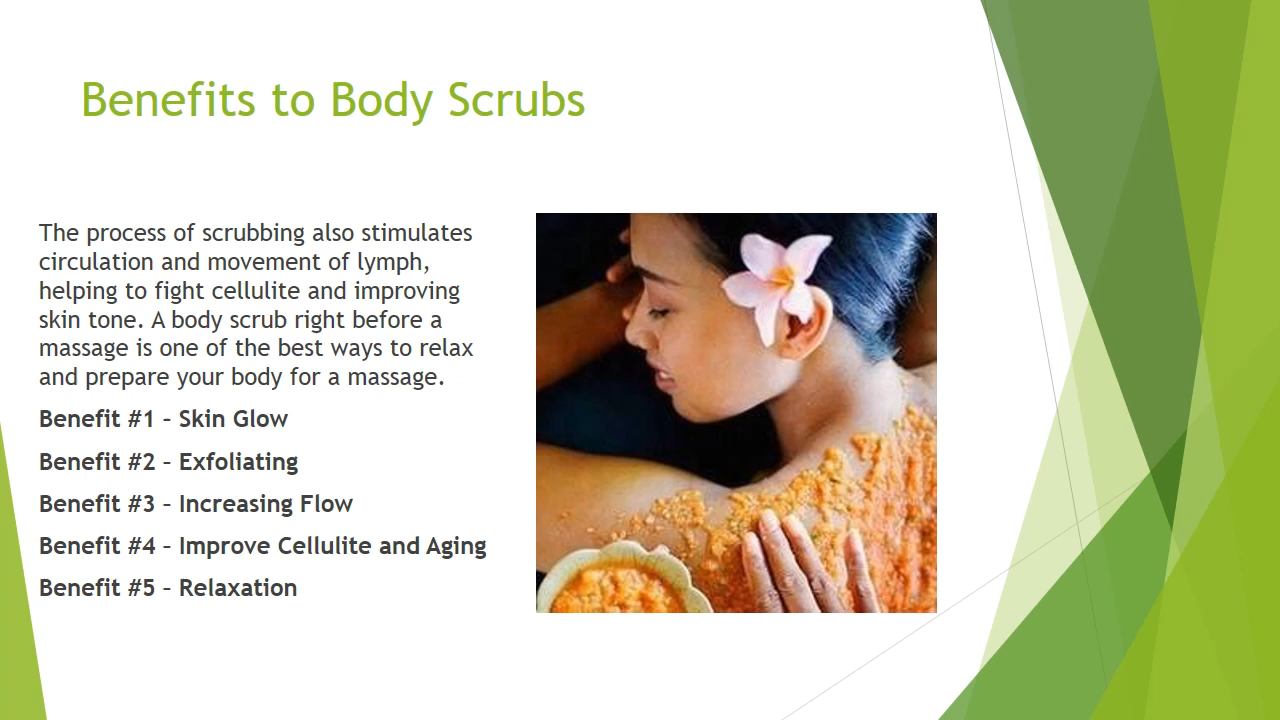 Benefits to Body Scrubs
The process of scrubbing also stimulates
circulation and movement of lymph,
helping to fight cellulite and improving
skin tone. A body scrub right before a
massage is one of the best ways to relax
and prepare your body for a massage.
Benefit #1 – Skin Glow
Benefit #2 – Exfoliating
Benefit #3 – Increasing Flow
Benefit #4 – Improve Cellulite and Aging
Benefit #5 – Relaxation